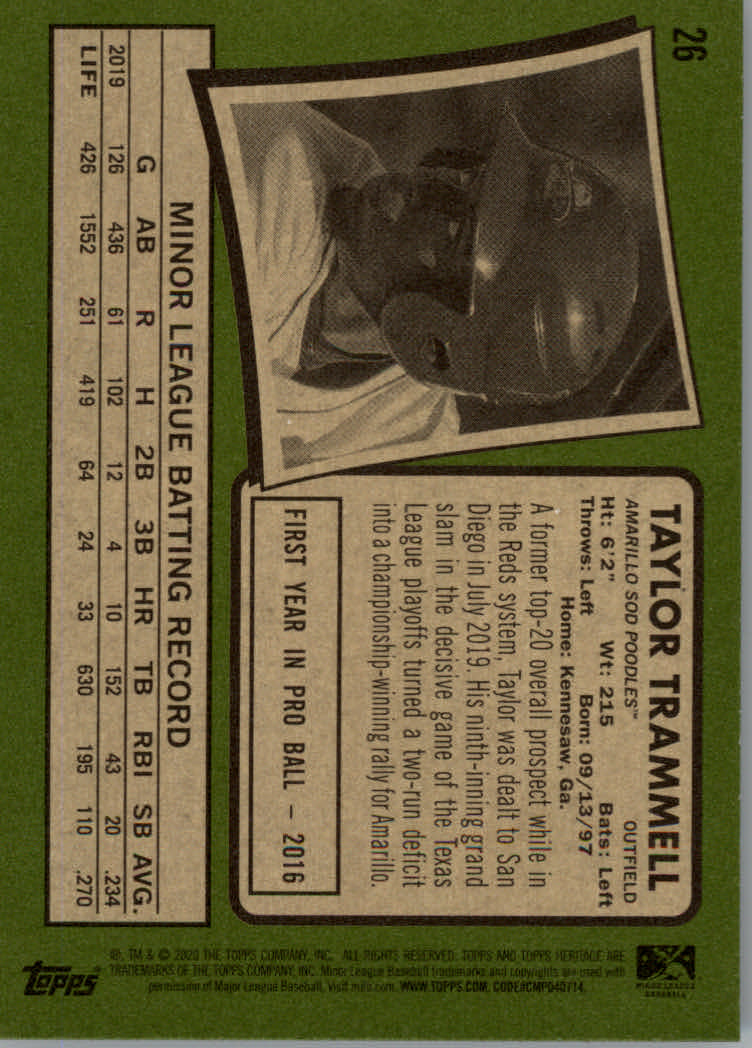 26
TAYLOR TRAMMELL
AMARILLO SOD POODLES™ OUTFIELD
Ht: 6'2" Wt: 215 Bats: Left
Throws: Left Born: 09/13/97
Home: Kennesaw, Ga.
A former top-20 overall prospect while in
the Reds system, Taylor was dealt to San
Diego in July 2019. His ninth-inning grand
slam in the decisive game of the Texas
League playoffs turned a two-run deficit
into a championship-winning rally for Amarillo.
FIRST YEAR IN PRO BALL – 2016
MINOR LEAGUE BATTING RECORD
G AB R H 2B 3B HR TB RBI SB AVG.
2019 126 436 61 102 12 4 10 152 43 20 .234
LIFE 426 1552 251 419 64 24 33 630 195 110 .270
MINOR LEAGUE
BASEBALL
®, TM & © 2020 THE TOPPS COMPANY, INC. ALL RIGHTS RESERVED. TOPPS AND TOPPS HERITAGE ARE
TRADEMARKS OF THE TOPPS COMPANY, INC. Minor League Baseball trademarks and copyrights are used with
permission of Major League Baseball. Visit milb.com. WWW.TOPPS.COM. CODE#CMP040714.
topps®